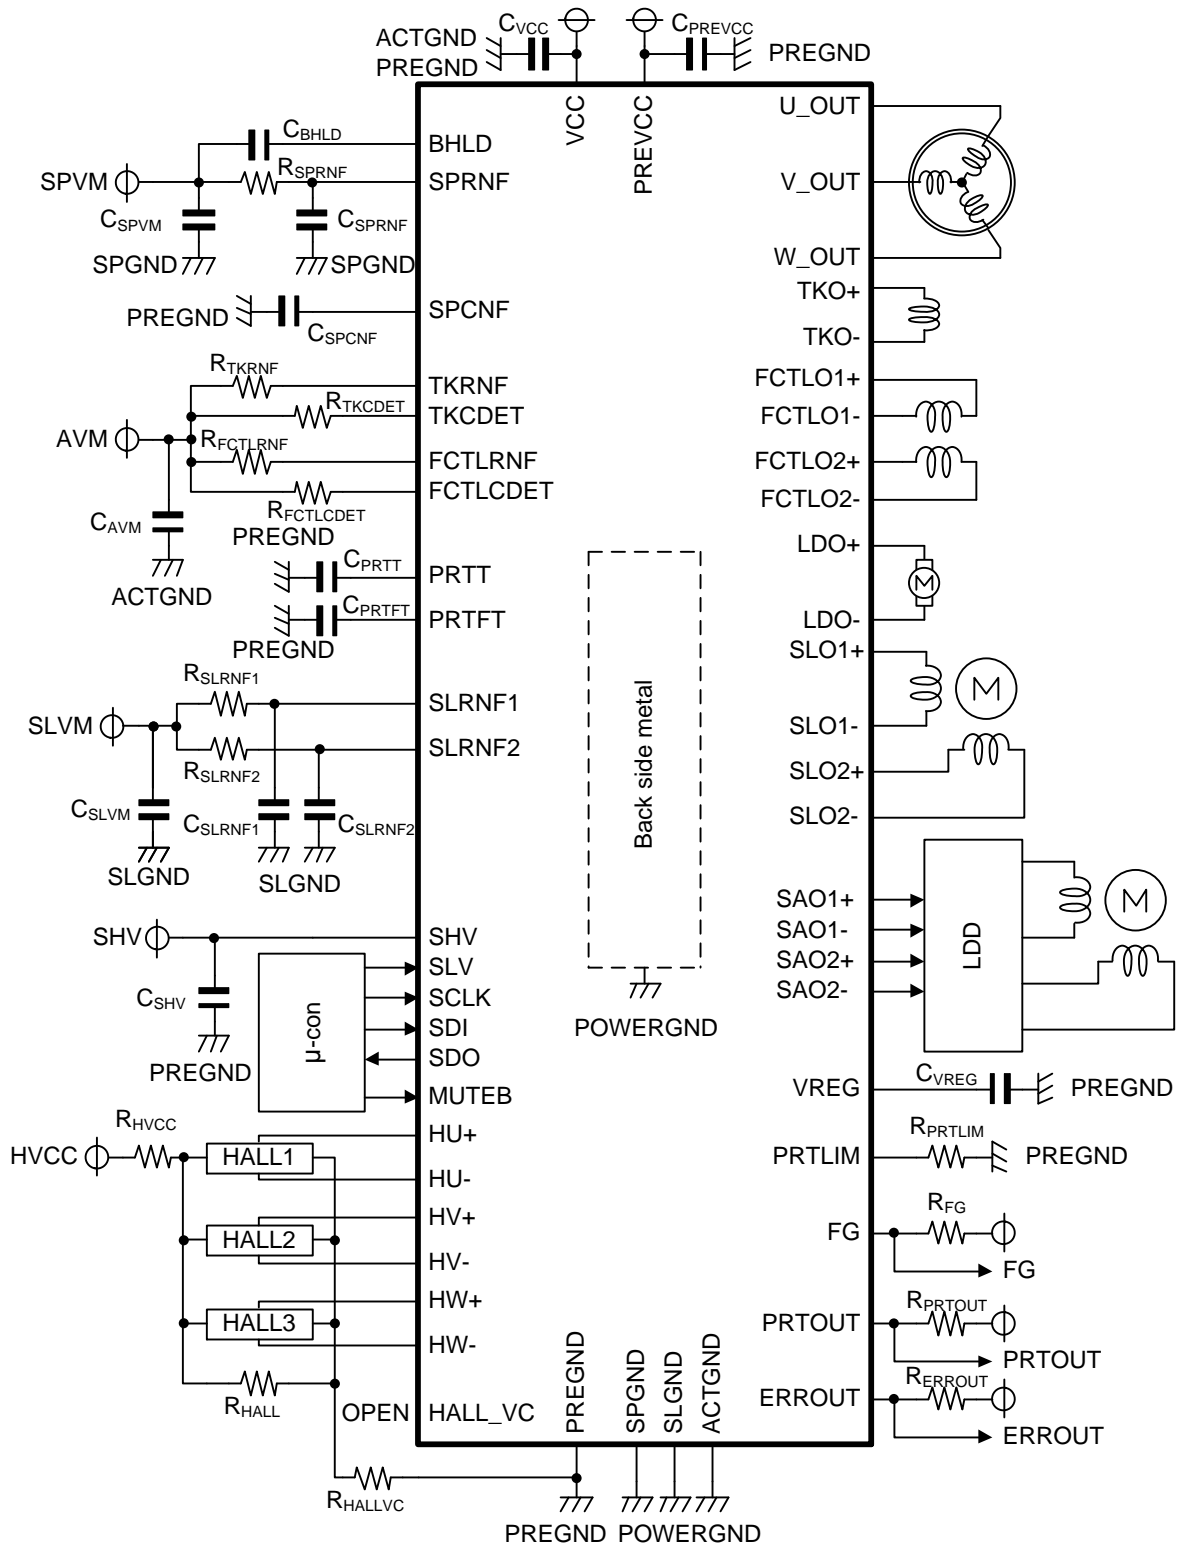 ACTGND
PREGND
CVCC
CPREVCC
PREGND
VCC
PREVCC
CBHLD
BHLD
SPVM
RSPRNF
SPRNF
CSPVM
CSPRNF
SPGND
SPGND
PREGND
CSPCNF
SPCNF
RTKRNF
TKRNF
RTKCDET
TKCDET
AVM
RFCTLRNF
FCTLRNF
FCTLCDET
RFCTLCDET
CAVM
ACTGND
PREGND
CPRTT
PRTT
CPRTFT
PRTFT
PREGND
RSLRNF1
SLRNF1
SLVM
SLRNF2
RSLRNF2
CSLVM
CSLRNF1
CSLRNF2
SLGND
SLGND
SHV
SHV
CSHV
PREGND
µ-con
SLV
SCLK
SDI
SDO
MUTEB
RHVCC
HVCC
HALL1
HU+
HU-
HALL2
HV+
HV-
HALL3
HW+
HW-
RHALL
OPEN
HALL_VC
RHALLVC
Back side metal
POWERGND
PREGND
SPGND
SLGND
ACTGND
PREGND
POWERGND
U_OUT
V_OUT
W_OUT
TKO+
TKO-
FCTLO1+
FCTLO1-
FCTLO2+
FCTLO2-
LDO+
M
LDO-
SLO1+
M
SLO1-
SLO2+
SLO2-
SAO1+
SAO1-
SAO2+
SAO2-
LDD
M
VREG
CVREG
PREGND
PRTLIM
RPRTLIM
PREGND
FG
RFG
FG
PRTOUT
RPRTOUT
PRTOUT
ERROUT
RERROUT
ERROUT